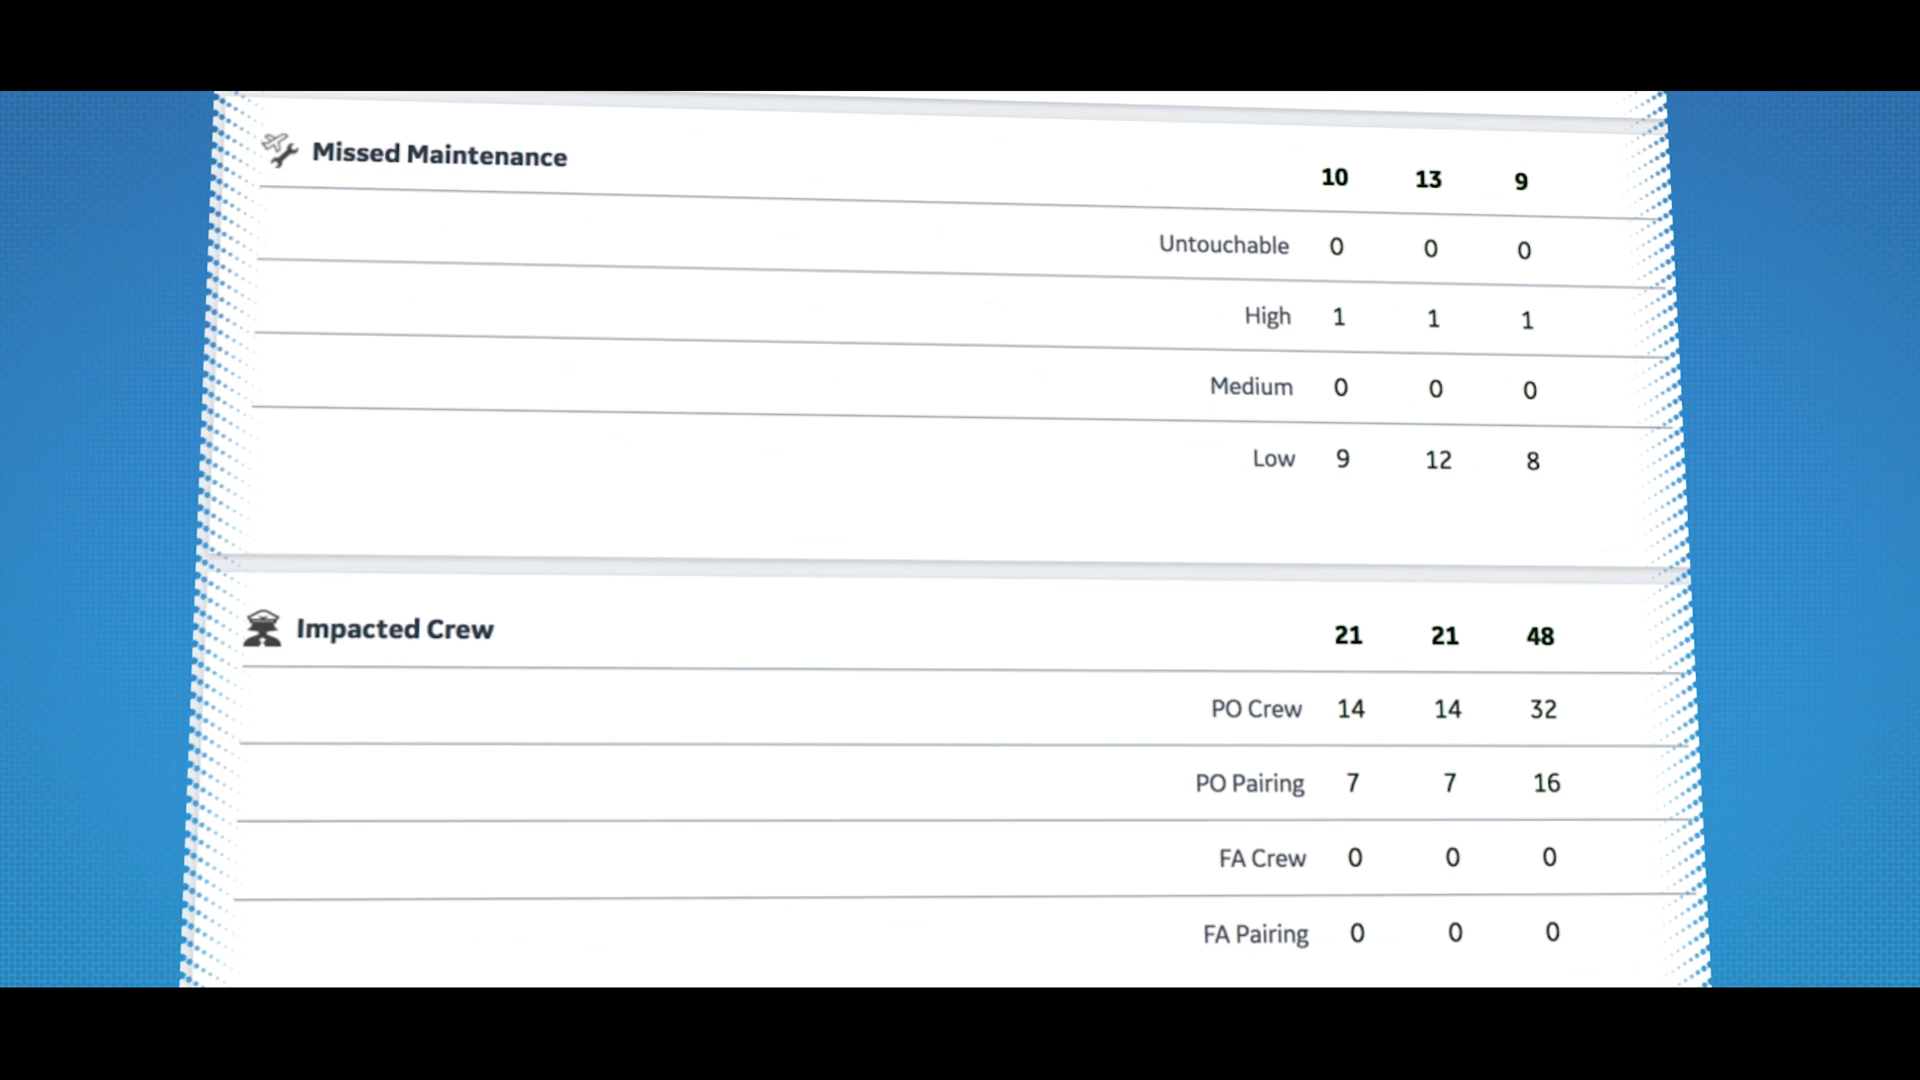 Missed Maintenance 10 13 9
Untouchable 0 0 0
High 1 1 1
Medium 0 0 0
Low 9 12 8
Impacted Crew 21 21 48
PO Crew 14 14 32
PO Pairing 7 7 16
FA Crew 0 0 0
FA Pairing 0 0 0